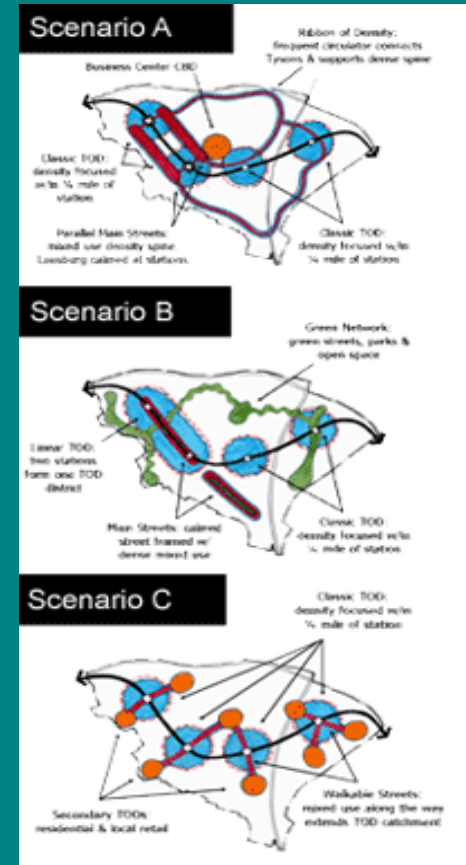 Scenario A
Ribbon of Density:
frequent circulator connects
Tysons & supports dense spine
Business Center CBD
Classic TOD:
density focused
w/in ¼ mile of
station
Parallel Main Streets:
mixed use density spine
Leesburg calmed at stations
Classic TOD:
density focused w/in
¼ mile of station
Scenario B
Green Network:
green streets, parks &
open space
Linear TOD:
two stations
form one TOD
district
Main Streets: calmed
street framed w/
dense mixed use
Classic TOD:
density focused w/in
¼ mile of station
Scenario C
Classic TOD:
density focused w/in
¼ mile of station
Secondary TODs:
residential & local retail
Walkable Streets:
mixed use along the way
extends TOD catchment